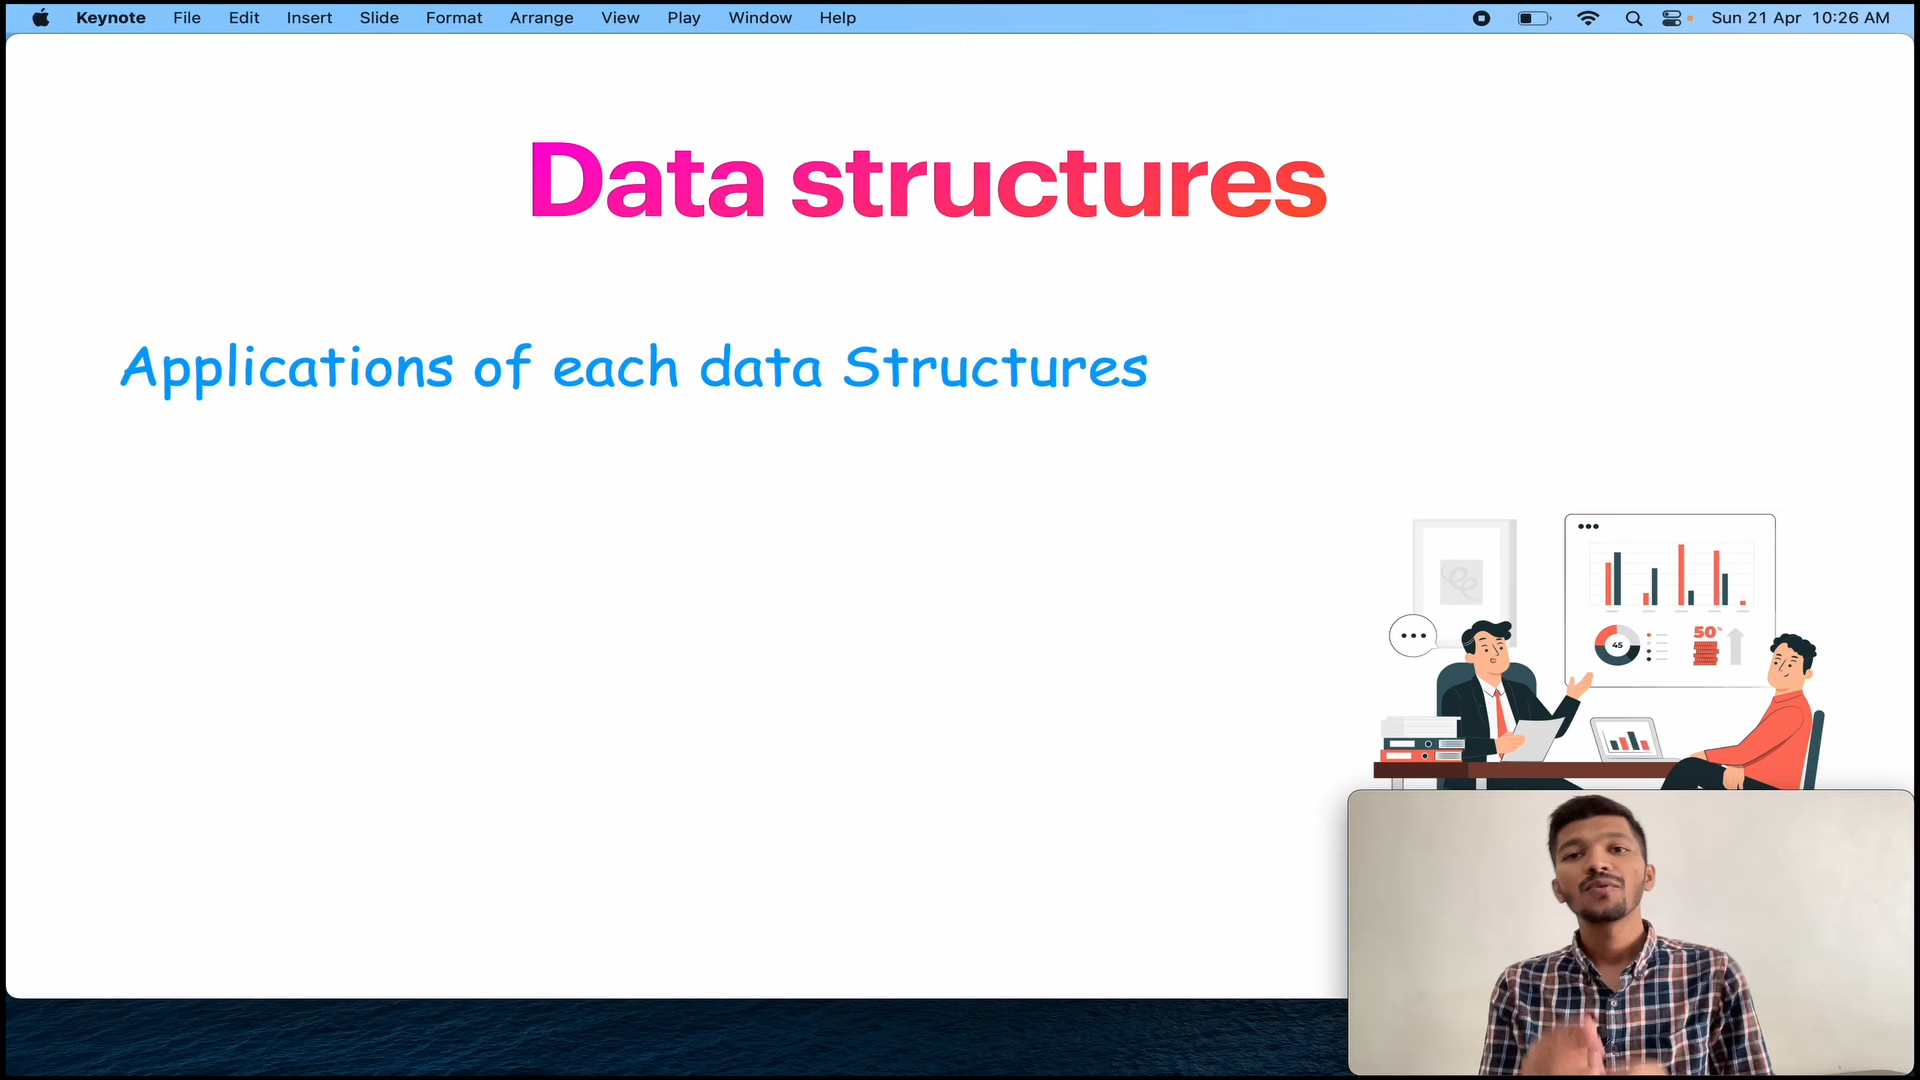 Keynote File Edit Insert Slide Format Arrange View Play Window Help Sun 21 Apr 10:26 AM
Data structures
Applications of each data Structures
50%
45